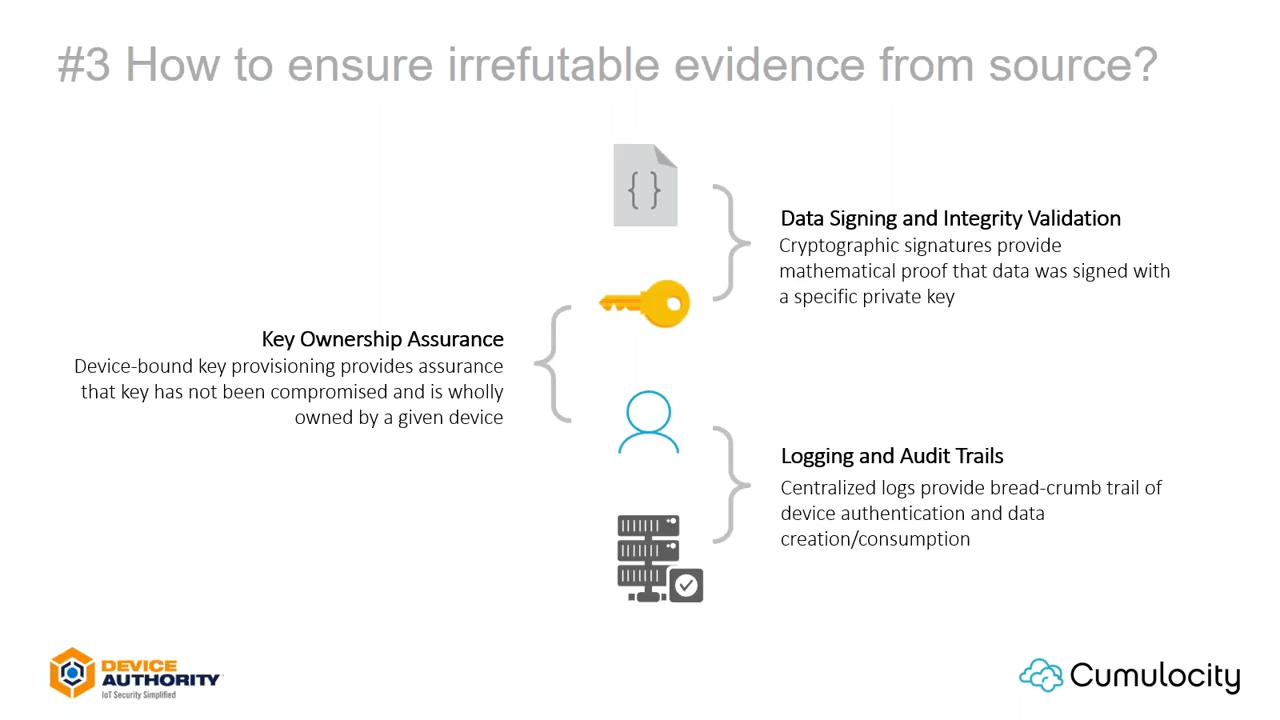 #3 How to ensure irrefutable evidence from source?
{ }
Data Signing and Integrity Validation
Cryptographic signatures provide
mathematical proof that data was signed with
a specific private key
Key Ownership Assurance
Device-bound key provisioning provides assurance
that key has not been compromised and is wholly
owned by a given device
Logging and Audit Trails
Centralized logs provide bread-crumb trail of
device authentication and data
creation/consumption
DEVICE
AUTHORITY
IoT Security Simplified
Cumulocity